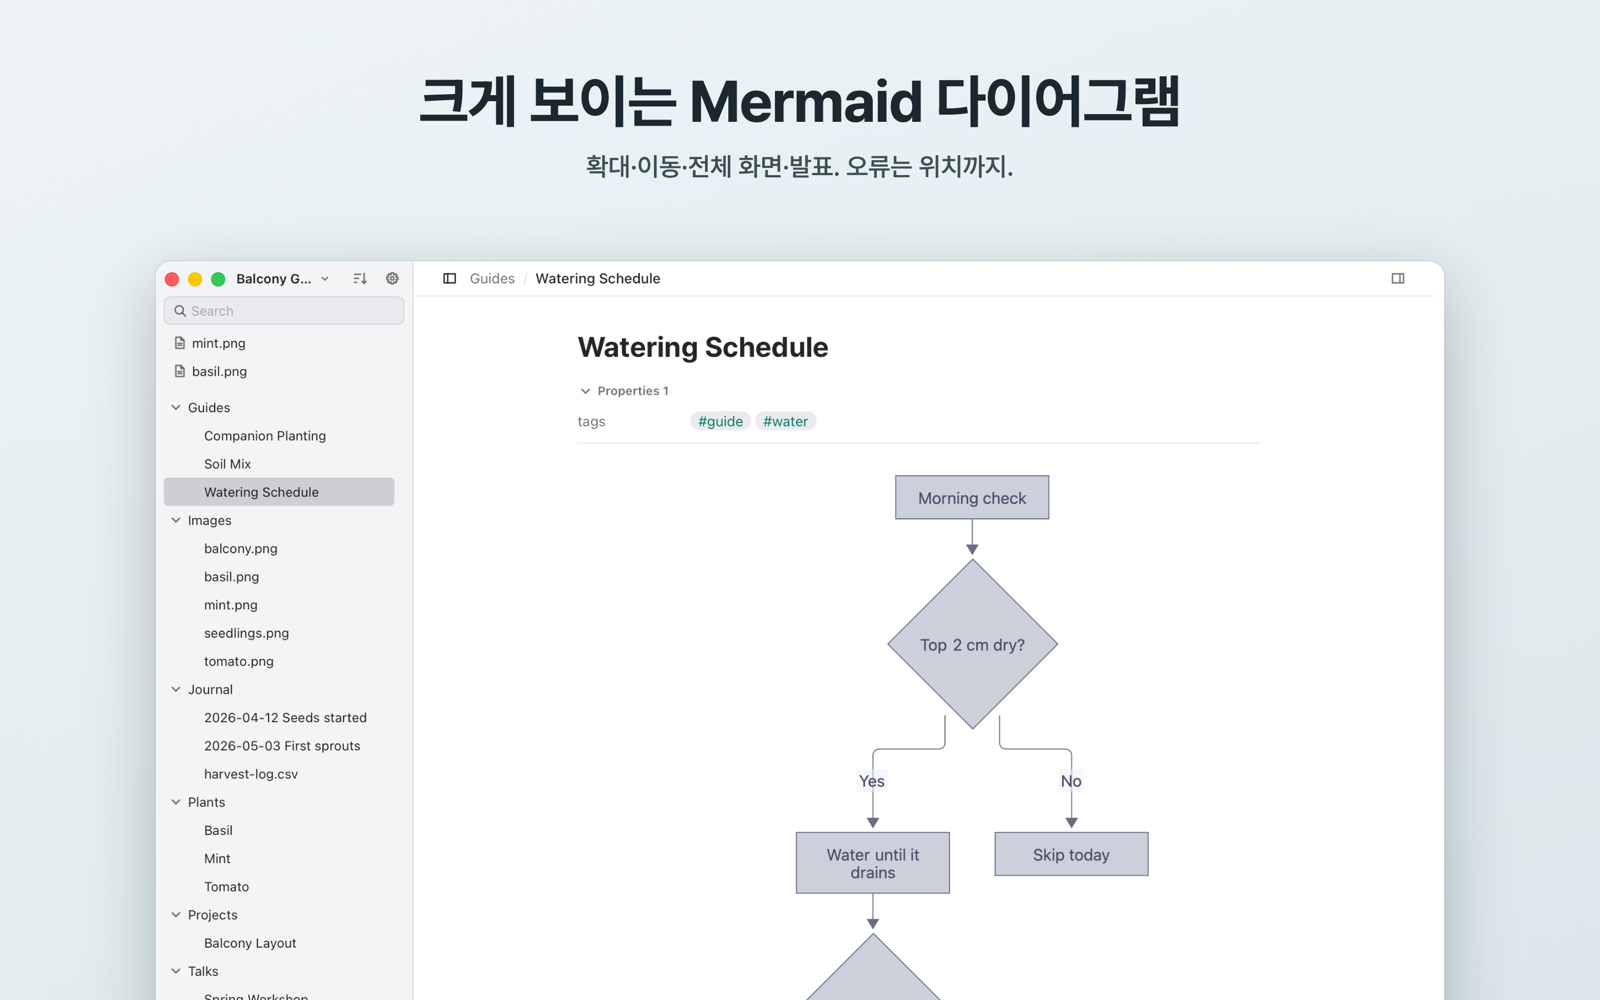 크게 보이는 Mermaid 다이어그램
확대·이동·전체 화면·발표. 오류는 위치까지.
Balcony G...
Search
mint.png
basil.png
Guides
Companion Planting
Soil Mix
Watering Schedule
Images
balcony.png
basil.png
mint.png
seedlings.png
tomato.png
Journal
2026-04-12 Seeds started
2026-05-03 First sprouts
harvest-log.csv
Plants
Basil
Mint
Tomato
Projects
Balcony Layout
Talks
Spring Workshop
Guides / Watering Schedule
Watering Schedule
Properties 1
tags #guide #water
Morning check
Top 2 cm dry?
Yes No
Water until it
drains
Skip today